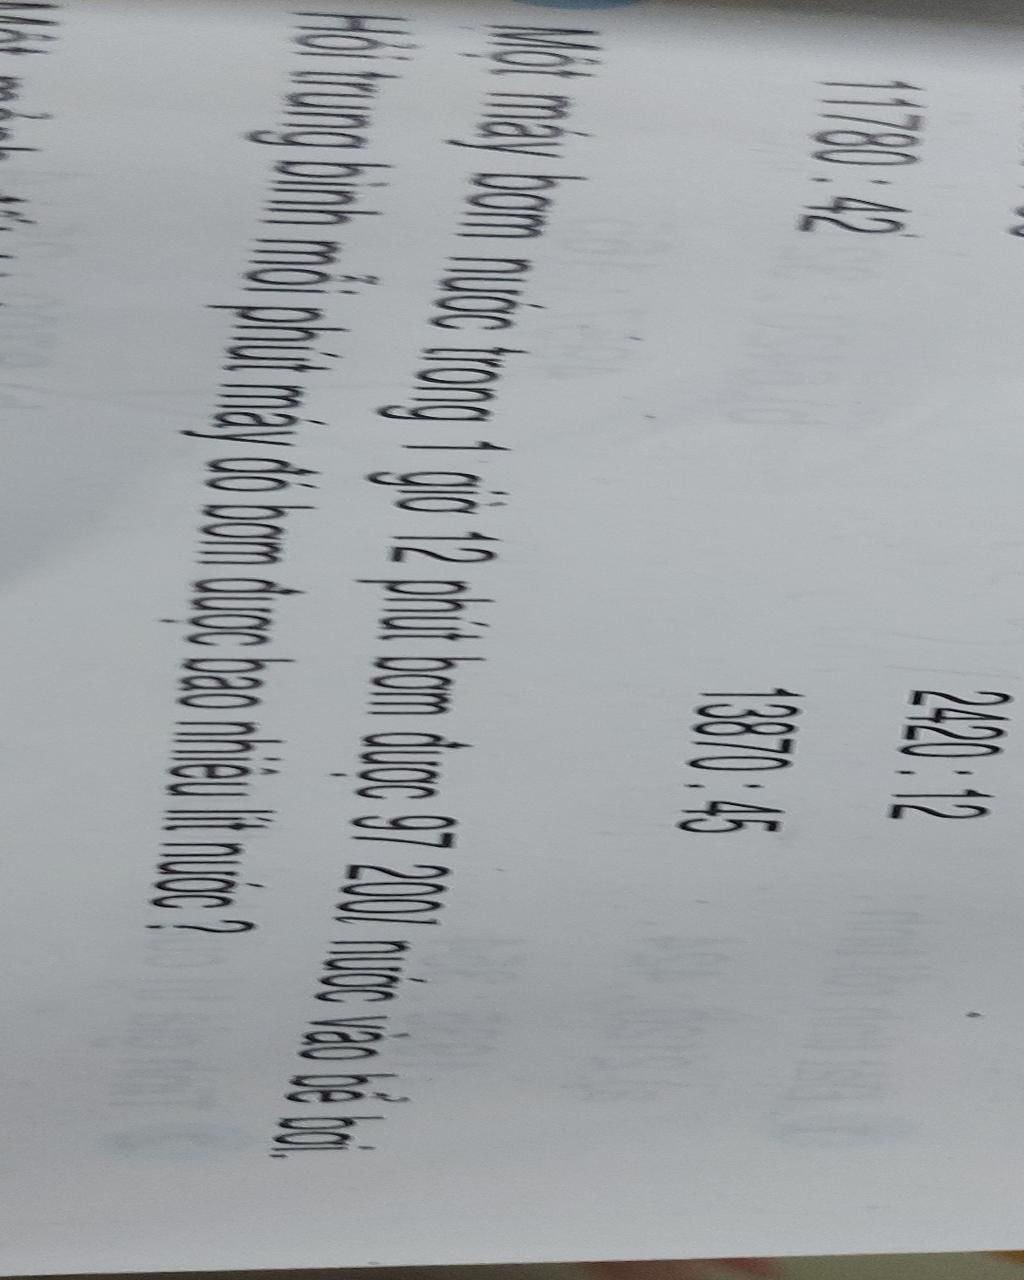 2420 : 12
11780 : 42
13870 : 45
Một máy bơm nước trong 1 giờ 12 phút bơm được 97 200l nước vào bể bơi.
Hỏi trung bình mỗi phút máy đó bơm được bao nhiêu lít nước ?
Một